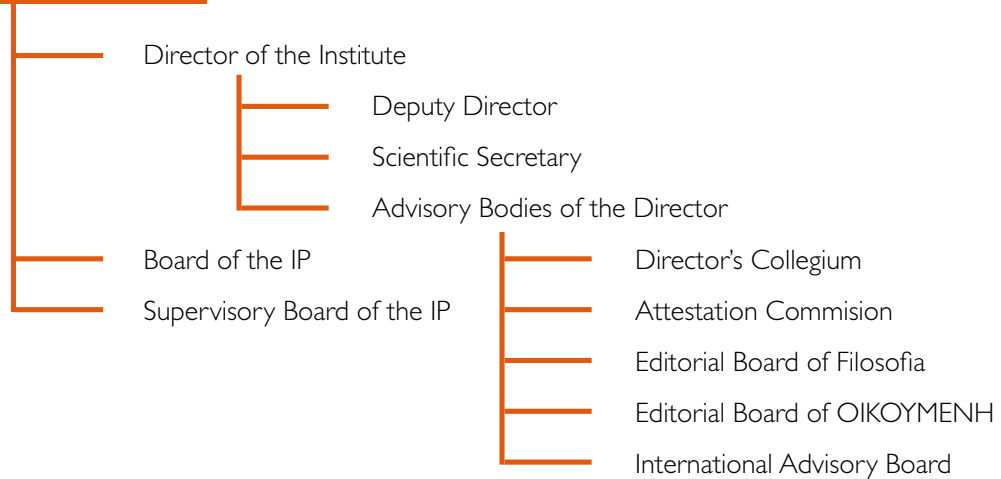 Director of the Institute
Deputy Director
Scientific Secretary
Advisory Bodies of the Director
Board of the IP
Director's Collegium
Supervisory Board of the IP
Attestation Commision
Editorial Board of Filosofia
Editorial Board of OIKOYMENH
International Advisory Board